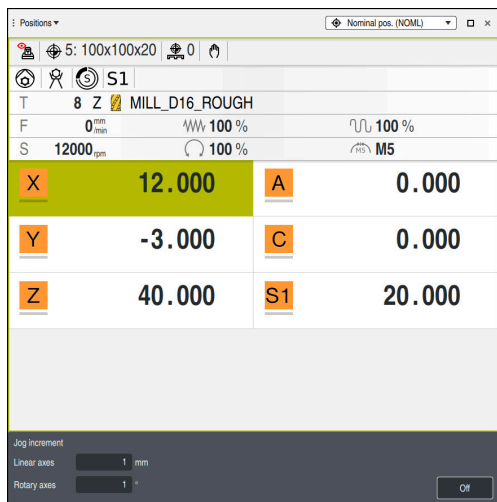 Positions
Nominal pos. (NOML)
5: 100x100x20 0
S S1
T 8 Z MILL_D16_ROUGH
F 0 mm/min 100 % 100 %
S 12000 rpm 100 % M5 M5
X 12.000 A 0.000
Y -3.000 C 0.000
Z 40.000 S1 20.000
Jog increment
Linear axes 1 mm
Rotary axes 1 °
Off